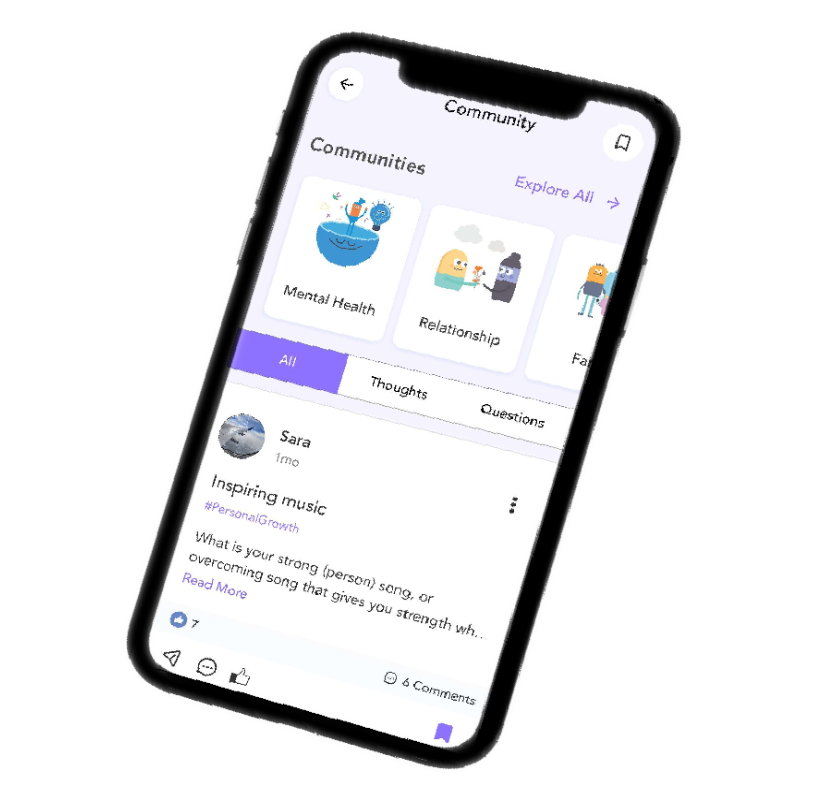 Community
Communities
Explore All
Mental Health
Relationship
Fa
All
Thoughts
Questions
Sara
1mo
Inspiring music
#PersonalGrowth
What is your strong (person) song, or
overcoming song that gives you strength wh...
Read More
7
6 Comments